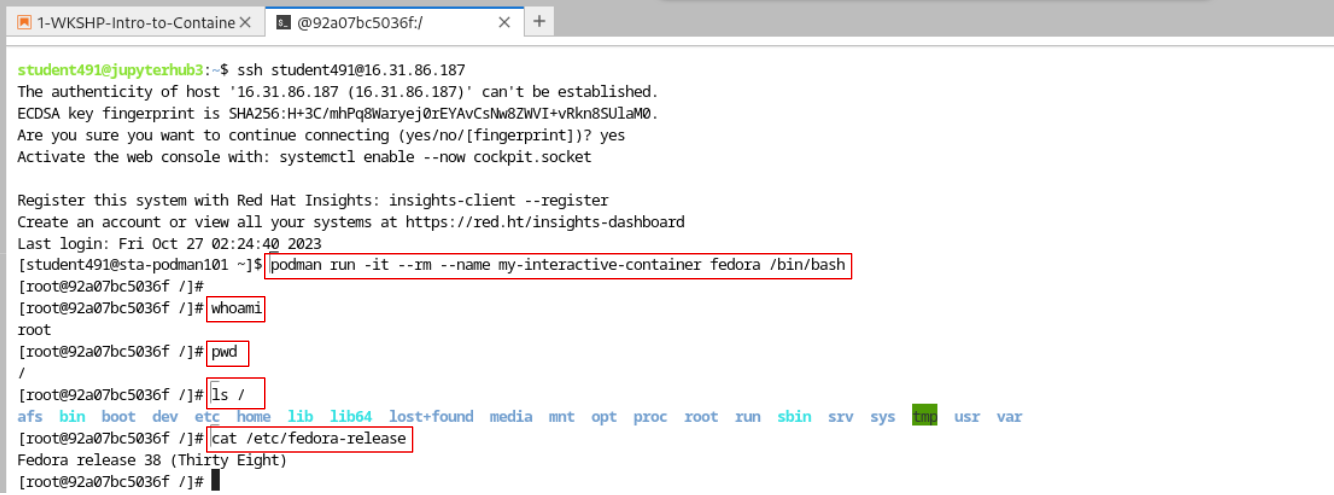 1-WKSHP-Intro-to-Containe
@92a07bc5036f:/
student491@jupyterhub3:~$ ssh student491@16.31.86.187
The authenticity of host '16.31.86.187 (16.31.86.187)' can't be established.
ECDSA key fingerprint is SHA256:H+3C/mhPq8Waryej0rEYAvCsNw8ZWVI+vRkn8SUlaM0.
Are you sure you want to continue connecting (yes/no/[fingerprint])? yes
Activate the web console with: systemctl enable --now cockpit.socket
Register this system with Red Hat Insights: insights-client --register
Create an account or view all your systems at https://red.ht/insights-dashboard
Last login: Fri Oct 27 02:24:40 2023
[student491@sta-podman101 ~]$ podman run -it --rm --name my-interactive-container fedora /bin/bash
[root@92a07bc5036f /]#
[root@92a07bc5036f /]# whoami
root
[root@92a07bc5036f /]# pwd
/
[root@92a07bc5036f /]# ls /
afs bin boot dev etc home lib lib64 lost+found media mnt opt proc root run sbin srv sys tmp usr var
[root@92a07bc5036f /]# cat /etc/fedora-release
Fedora release 38 (Thirty Eight)
[root@92a07bc5036f /]#